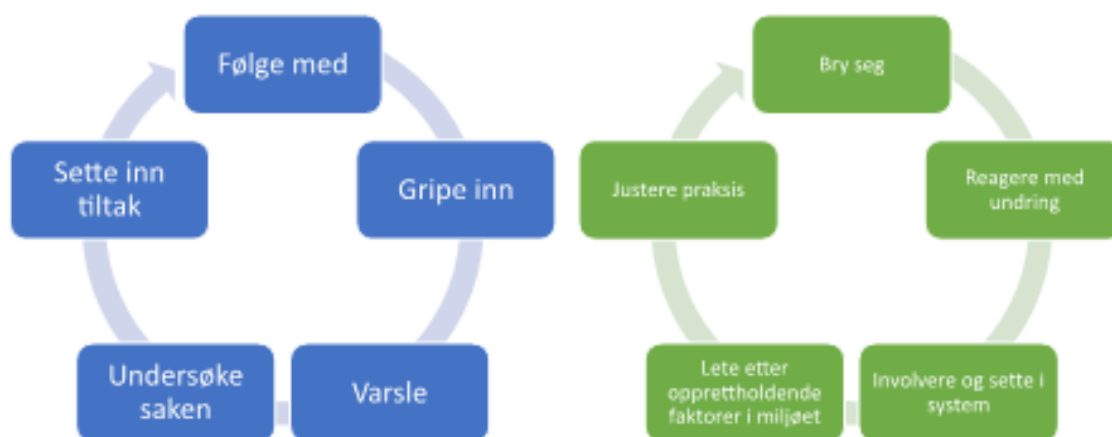 Følge med
Gripe inn
Varsle
Undersøke
saken
Sette inn
tiltak
Bry seg
Reagere med
undring
Involvere og sette i
system
Lete etter
opprettholdende
faktorer i miljøet
Justere praksis